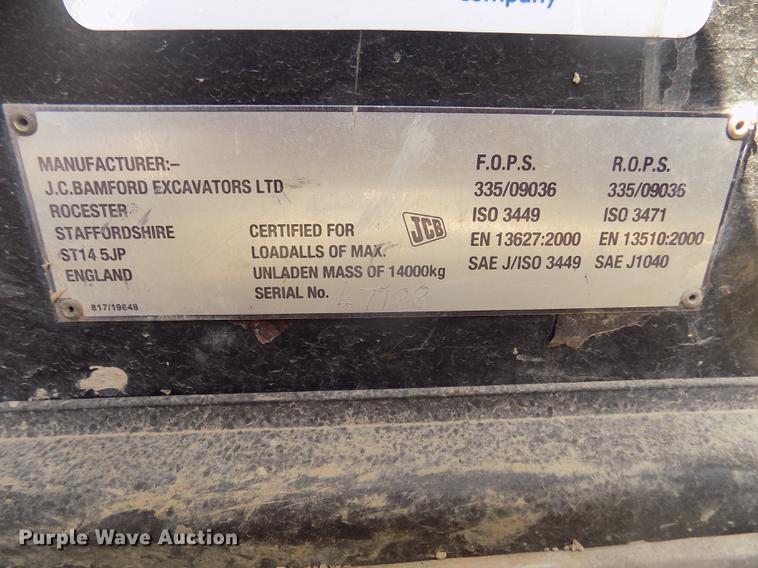 company
MANUFACTURER:-
J.C.BAMFORD EXCAVATORS LTD
ROCESTER
STAFFORDSHIRE
ST14 5JP
ENGLAND
817/19648
CERTIFIED FOR
LOADALLS OF MAX.
UNLADEN MASS OF 14000kg
SERIAL No.
JCB
F.O.P.S.
335/09036
ISO 3449
EN 13627:2000
SAE J/ISO 3449
R.O.P.S.
335/09036
ISO 3471
EN 13510:2000
SAE J1040
Purple Wave Auction